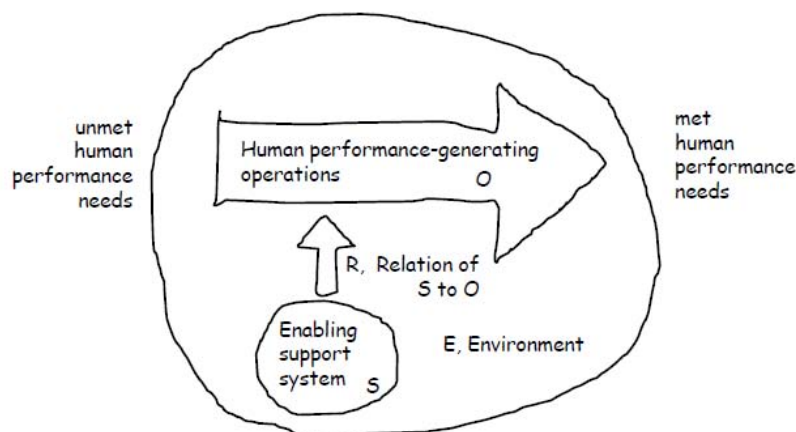 unmet
human
performance
needs
Human performance-generating
operations
O
met
human
performance
needs
R, Relation of
S to O
Enabling
support
system
S
E, Environment